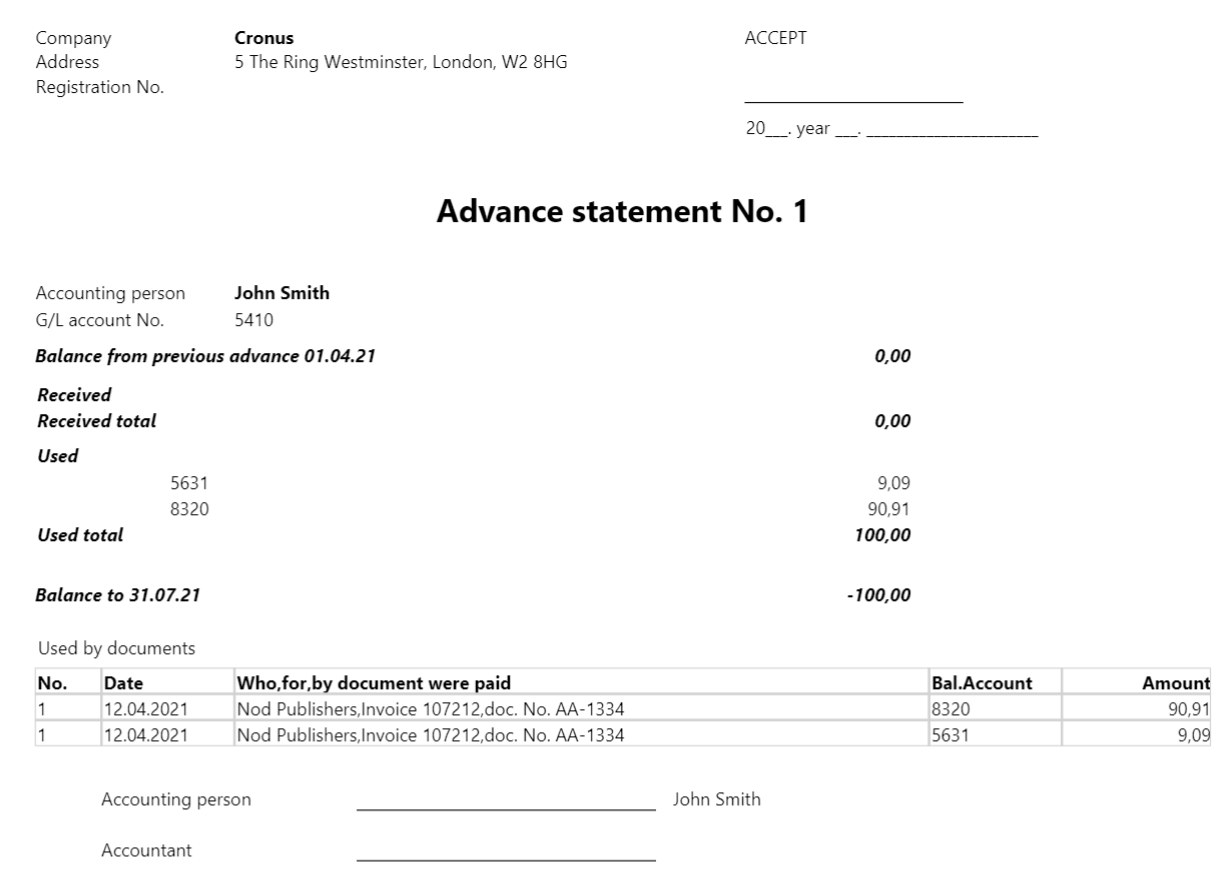 Company Cronus ACCEPT
Address 5 The Ring Westminster, London, W2 8HG
Registration No.
20___. year ___. _______________________
Advance statement No. 1
Accounting person John Smith
G/L account No. 5410
Balance from previous advance 01.04.21 0,00
Received
Received total 0,00
Used
5631 9,09
8320 90,91
Used total 100,00
Balance to 31.07.21 -100,00
Used by documents
No. Date Who,for,by document were paid Bal.Account Amount
1 12.04.2021 Nod Publishers,Invoice 107212,doc. No. AA-1334 8320 90,91
1 12.04.2021 Nod Publishers,Invoice 107212,doc. No. AA-1334 5631 9,09
Accounting person John Smith
Accountant